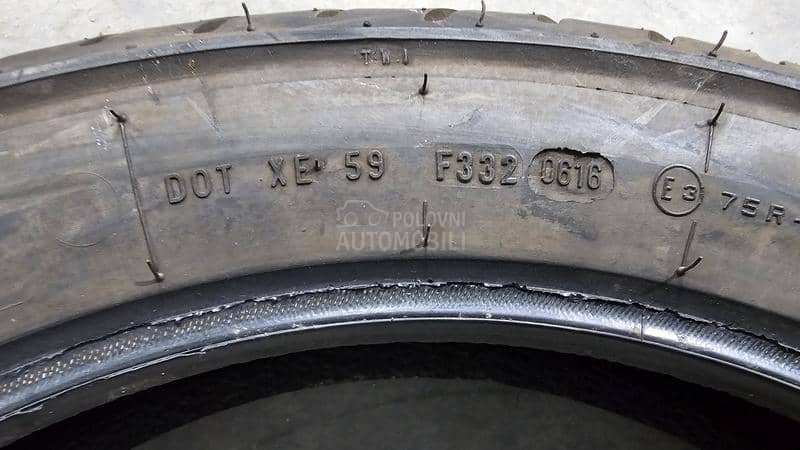 TWI
DOT XE 59 F332 0616 E3 75R-
POLOVNI
AUTOMOBILI